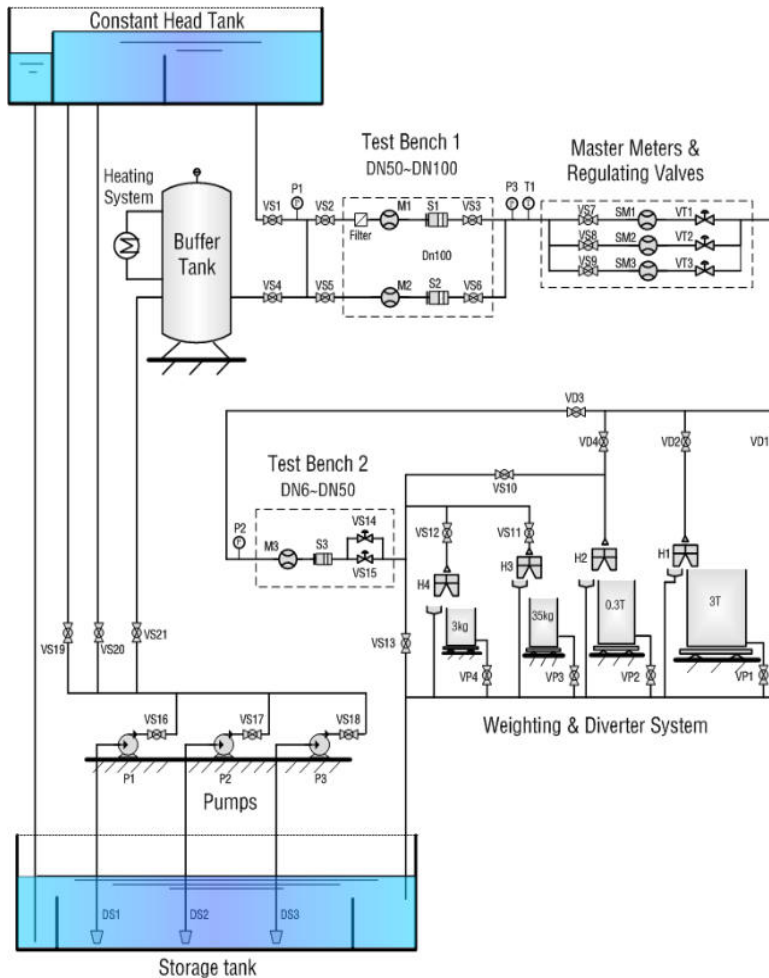 Constant Head Tank
Heating
System
Buffer
Tank
Test Bench 1
DN50~DN100
Master Meters &
Regulating Valves
P1
P3
T1
VS1
VS2
M1
S1
VS3
Filter
Dn100
VS4
VS5
M2
S2
VS6
VS7
SM1
VT1
VS8
SM2
VT2
VS9
SM3
VT3
VD3
VD4
VD2
VD1
Test Bench 2
DN6~DN50
VS10
P2
M3
S3
VS14
VS15
VS12
VS11
H4
H3
H2
H1
3kg
35kg
0.3T
3T
VS19
VS20
VS21
VS13
VP4
VP3
VP2
VP1
Weighting & Diverter System
VS16
VS17
VS18
P1
P2
P3
Pumps
DS1
DS2
DS3
Storage tank